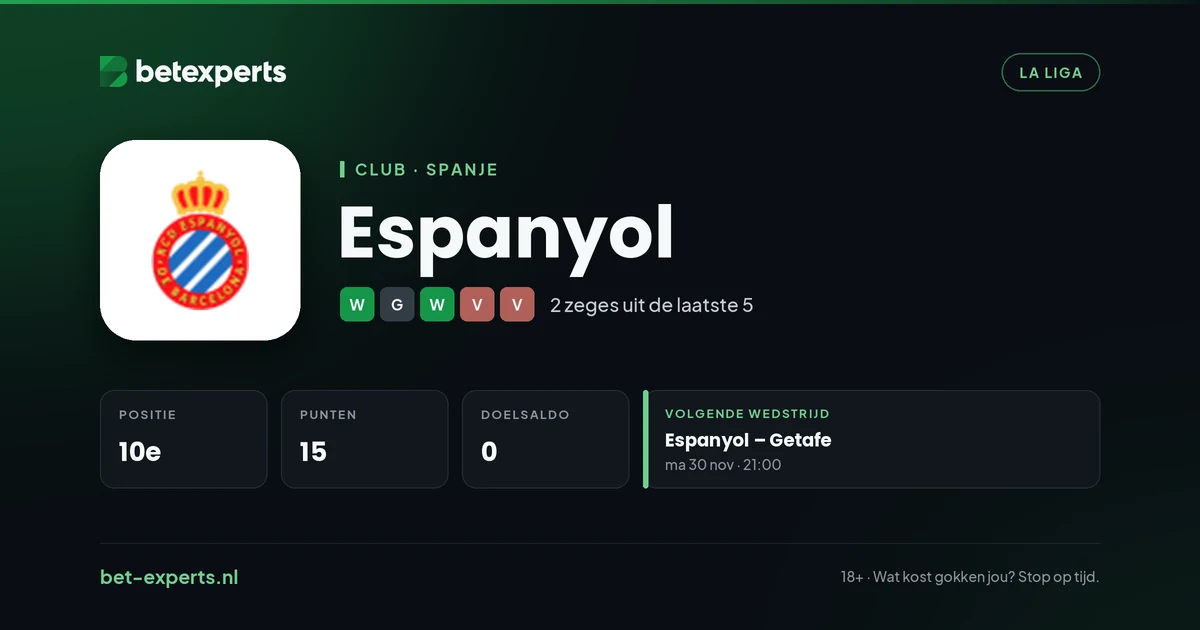 betexperts
LA LIGA
CLUB · SPANJE
Espanyol
W G W V V 2 zeges uit de laatste 5
RCD ESPANYOL
DE BARCELONA
POSITIE
10e
PUNTEN
15
DOELSALDO
0
VOLGENDE WEDSTRIJD
Espanyol – Getafe
ma 30 nov · 21:00
bet-experts.nl
18+ · Wat kost gokken jou? Stop op tijd.